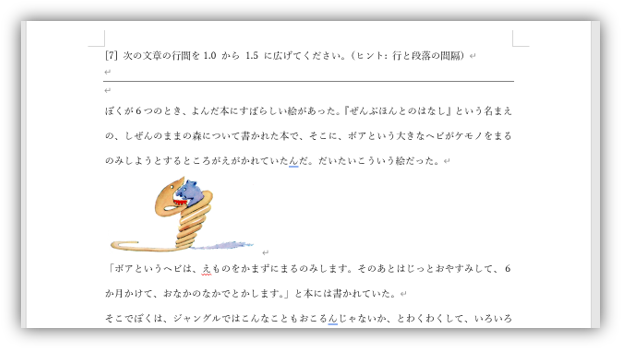 [7] 次の文章の行間を 1.0 から 1.5 に広げてください。（ヒント: 行と段落の間隔）
ぼくが 6 つのとき、よんだ本にすばらしい絵があった。『ぜんぶほんとのはなし』という名まえ
の、しぜんのままの森について書かれた本で、そこに、ボアという大きなヘビがケモノをまる
のみしようとするところがえがかれていたんだ。だいたいこういう絵だった。
「ボアというヘビは、えものをかまずにまるのみします。そのあとはじっとおやすみして、6
か月かけて、おなかのなかでとかします。」と本には書かれていた。
そこでぼくは、ジャングルではこんなこともおこるんじゃないか、とわくわくして、いろいろ